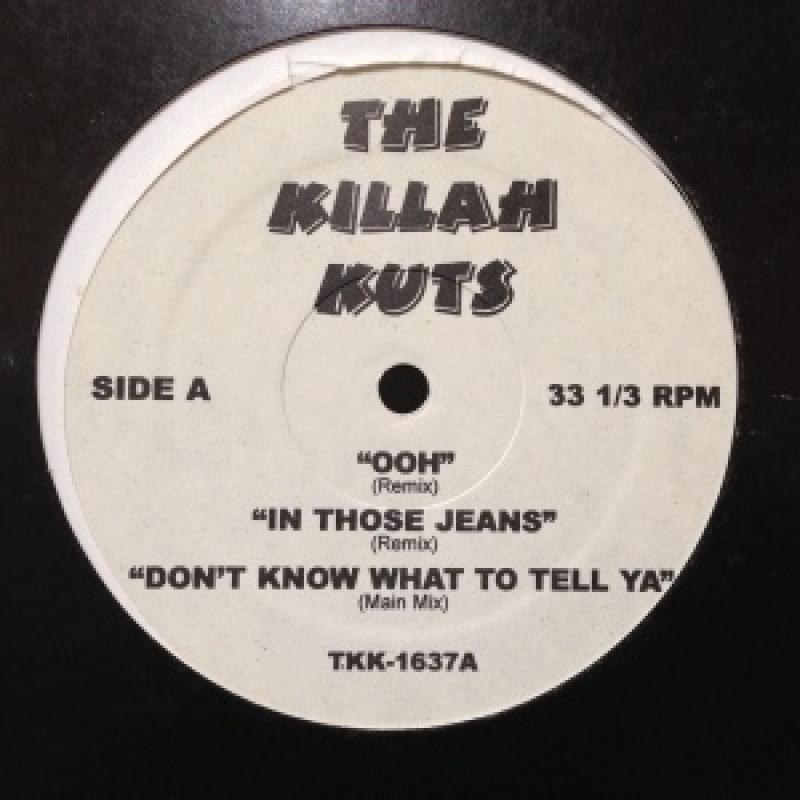 THE
KILLAH
KUTS
SIDE A
33 1/3 RPM
“OOH”
(Remix)
“IN THOSE JEANS”
(Remix)
“DON’T KNOW WHAT TO TELL YA”
(Main Mix)
TKK-1637A